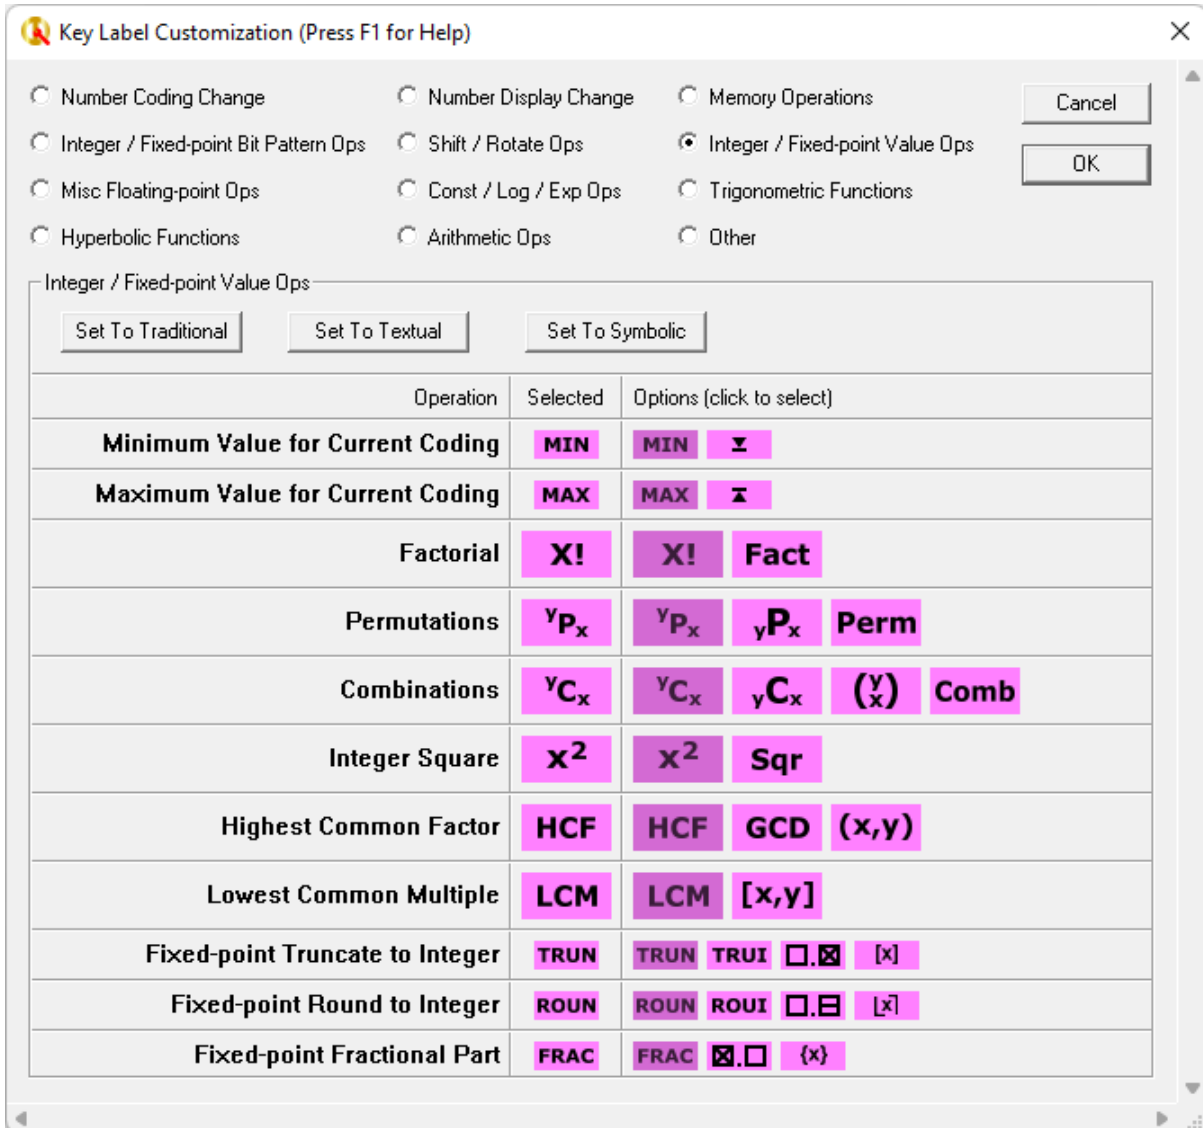 Key Label Customization (Press F1 for Help)
Number Coding Change Number Display Change Memory Operations Cancel
Integer / Fixed-point Bit Pattern Ops Shift / Rotate Ops Integer / Fixed-point Value Ops OK
Misc Floating-point Ops Const / Log / Exp Ops Trigonometric Functions
Hyperbolic Functions Arithmetic Ops Other
Integer / Fixed-point Value Ops
Set To Traditional Set To Textual Set To Symbolic
Operation Selected Options (click to select)
Minimum Value for Current Coding MIN MIN
Maximum Value for Current Coding MAX MAX
Factorial X! X! Fact
Permutations ʸPₓ ʸPₓ ᵧPₓ Perm
Combinations ʸCₓ ʸCₓ ᵧCₓ (y x) Comb
Integer Square x² x² Sqr
Highest Common Factor HCF HCF GCD (x,y)
Lowest Common Multiple LCM LCM [x,y]
Fixed-point Truncate to Integer TRUN TRUN TRUI [x]
Fixed-point Round to Integer ROUN ROUN ROUI ⌊x⌉
Fixed-point Fractional Part FRAC FRAC {x}